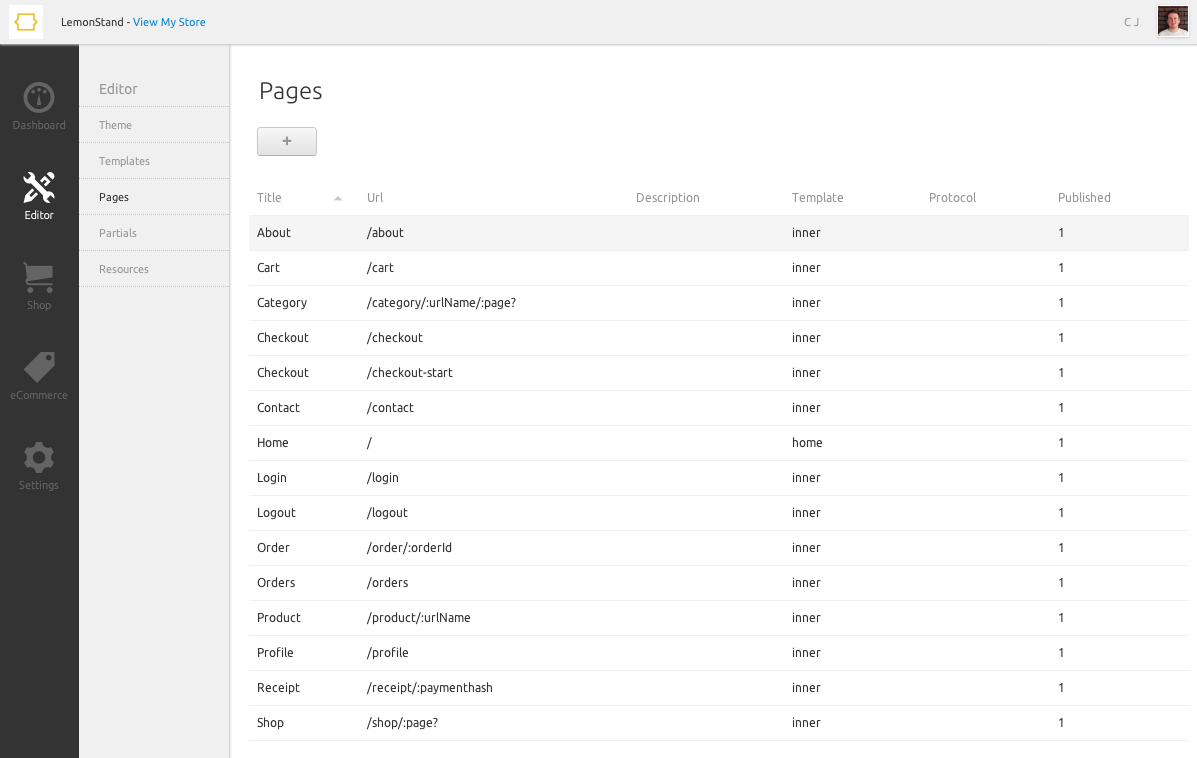 LemonStand - View My Store
C J
Dashboard
Editor
Shop
eCommerce
Settings
Editor
Theme
Templates
Pages
Partials
Resources
Pages
+
Title Url Description Template Protocol Published
About /about inner 1
Cart /cart inner 1
Category /category/:urlName/:page? inner 1
Checkout /checkout inner 1
Checkout /checkout-start inner 1
Contact /contact inner 1
Home / home 1
Login /login inner 1
Logout /logout inner 1
Order /order/:orderId inner 1
Orders /orders inner 1
Product /product/:urlName inner 1
Profile /profile inner 1
Receipt /receipt/:paymenthash inner 1
Shop /shop/:page? inner 1